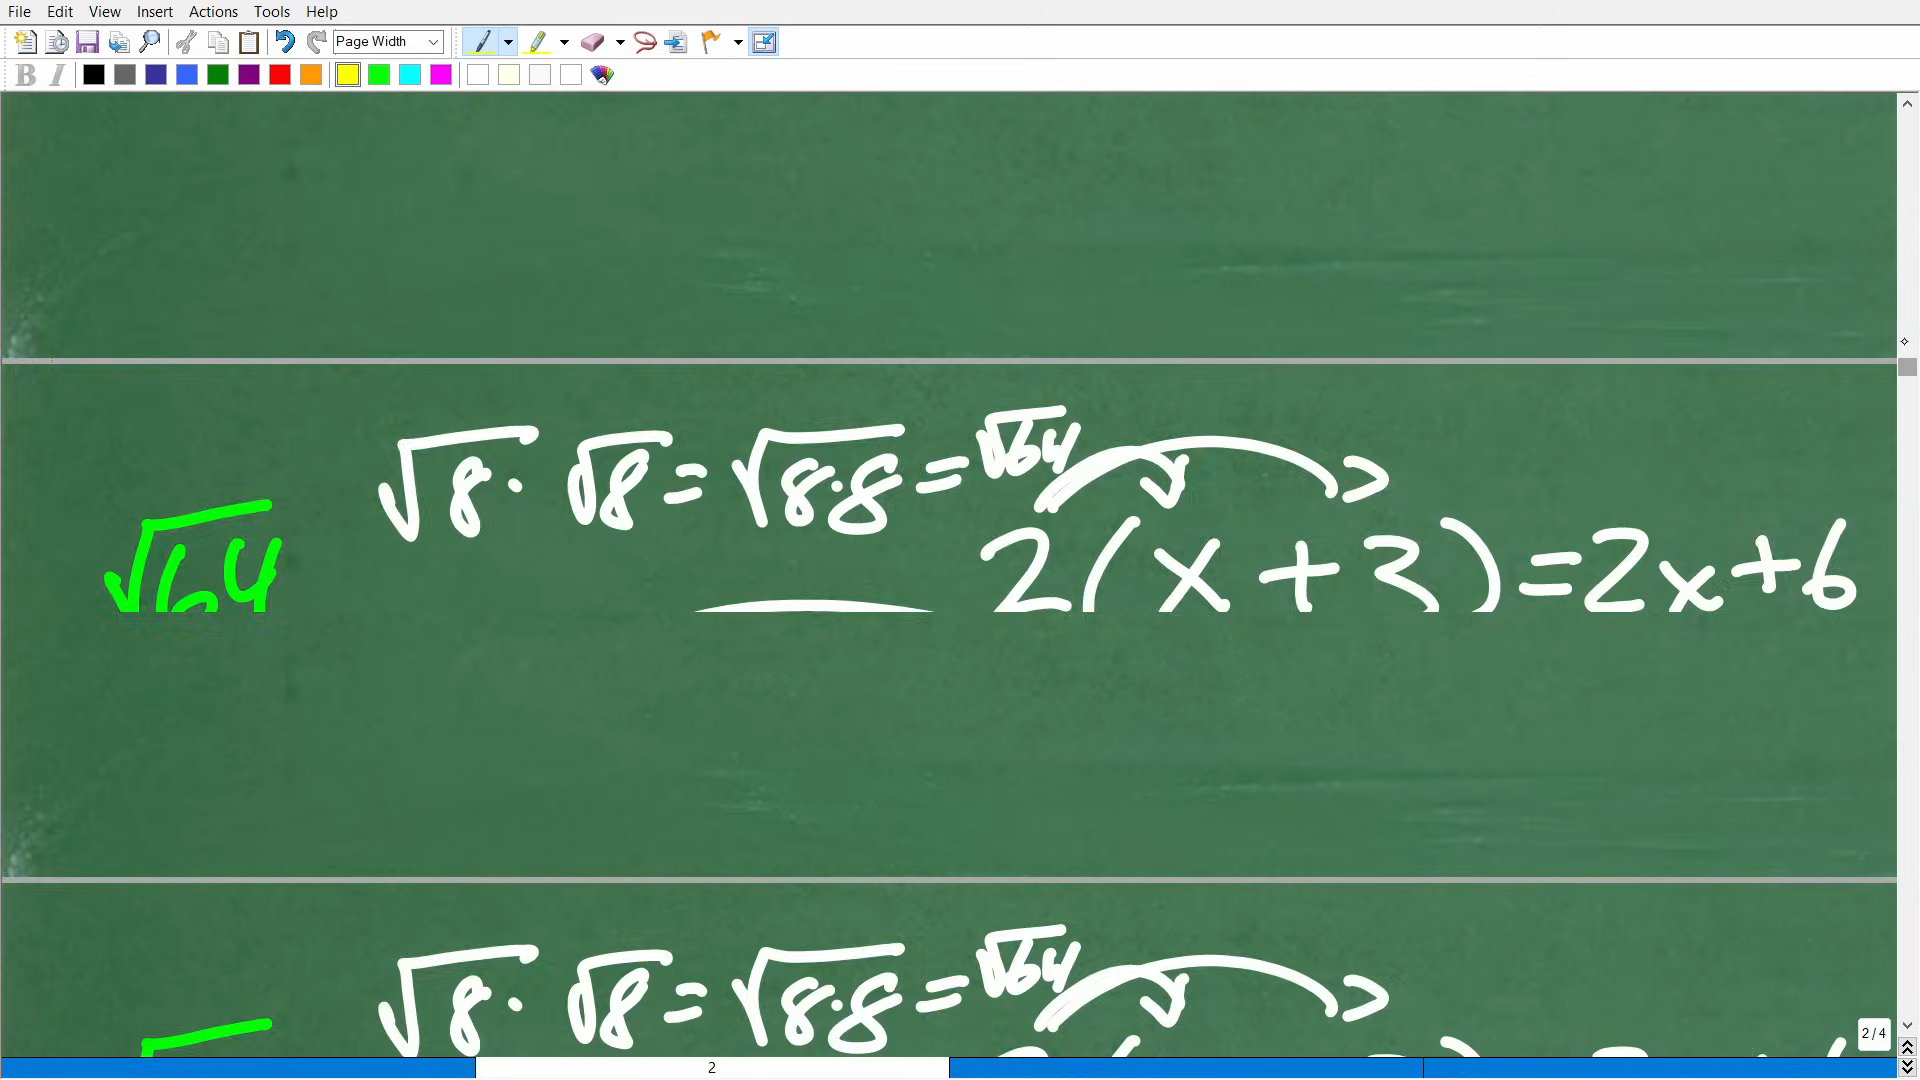 File Edit View Insert Actions Tools Help
Page Width
B I
√8 · √8 = √8·8 = √64
√64
2(x+3)=2x+6
√8 · √8 = √8·8 = √64
2/4
2